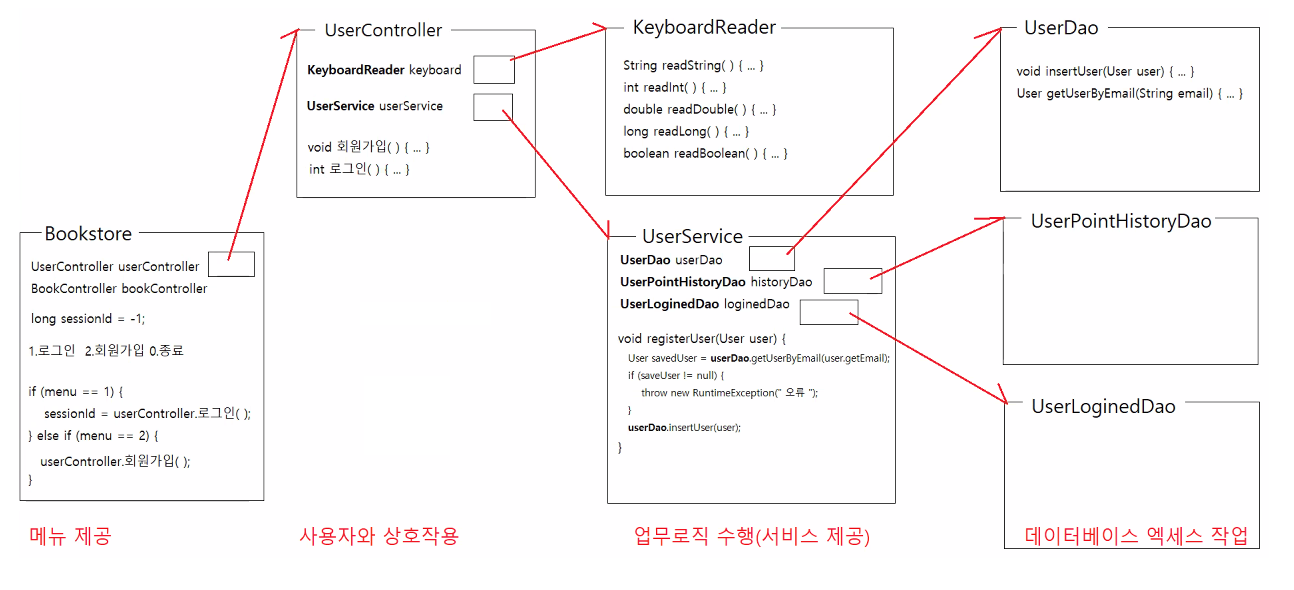 UserController
KeyboardReader keyboard
UserService userService
void 회원가입( ) { ... }
int 로그인( ) { ... }
KeyboardReader
String readString( ) { ... }
int readInt( ) { ... }
double readDouble( ) { ... }
long readLong( ) { ... }
boolean readBoolean( ) { ... }
UserDao
void insertUser(User user) { ... }
User getUserByEmail(String email) { ... }
Bookstore
UserController userController
BookController bookController
long sessionId = -1;
1.로그인 2.회원가입 0.종료
if (menu == 1) {
sessionId = userController.로그인( );
} else if (menu == 2) {
userController.회원가입( );
}
UserService
UserDao userDao
UserPointHistoryDao historyDao
UserLoginedDao loginedDao
void registerUser(User user) {
User savedUser = userDao.getUserByEmail(user.getEmail);
if (saveUser != null) {
throw new RuntimeException(" 오류 ");
}
userDao.insertUser(user);
}
UserPointHistoryDao
UserLoginedDao
메뉴 제공
사용자와 상호작용
업무로직 수행(서비스 제공)
데이터베이스 엑세스 작업